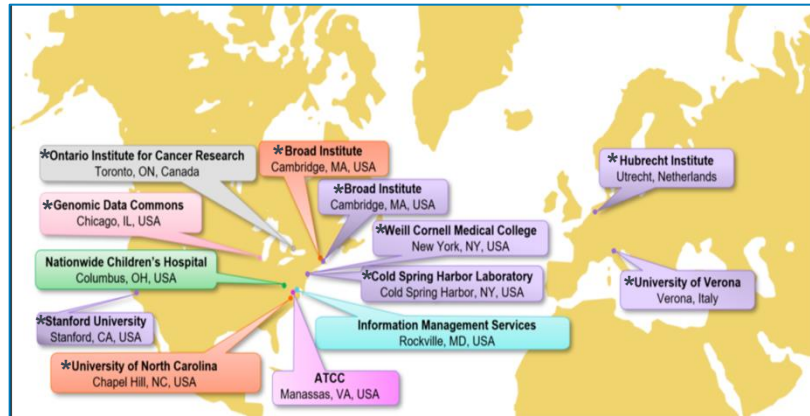 *Ontario Institute for Cancer Research
Toronto, ON, Canada
*Broad Institute
Cambridge, MA, USA
*Hubrecht Institute
Utrecht, Netherlands
*Broad Institute
Cambridge, MA, USA
*Genomic Data Commons
Chicago, IL, USA
*Weill Cornell Medical College
New York, NY, USA
Nationwide Children's Hospital
Columbus, OH, USA
*Cold Spring Harbor Laboratory
Cold Spring Harbor, NY, USA
*University of Verona
Verona, Italy
*Stanford University
Stanford, CA, USA
Information Management Services
Rockville, MD, USA
*University of North Carolina
Chapel Hill, NC, USA
ATCC
Manassas, VA, USA